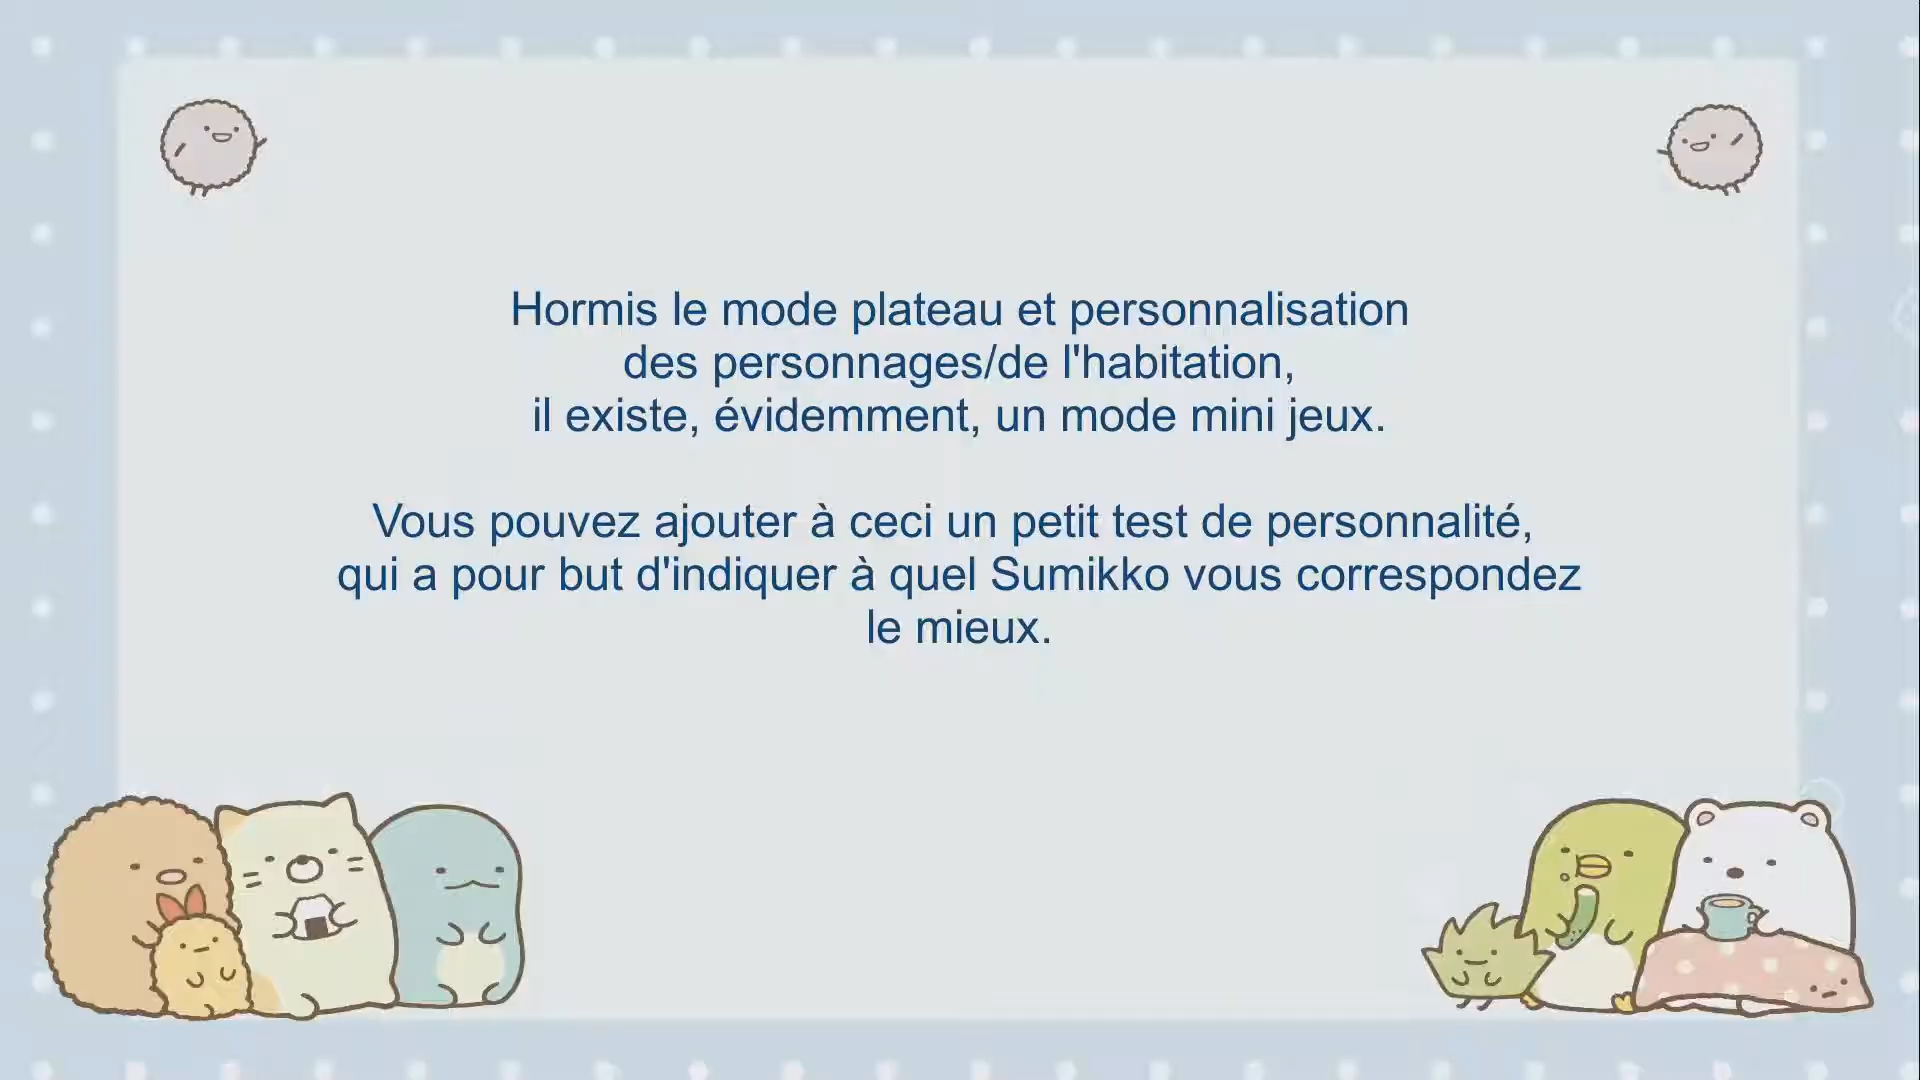 Hormis le mode plateau et personnalisation
des personnages/de l'habitation,
il existe, évidemment, un mode mini jeux.
Vous pouvez ajouter à ceci un petit test de personnalité,
qui a pour but d'indiquer à quel Sumikko vous correspondez
le mieux.